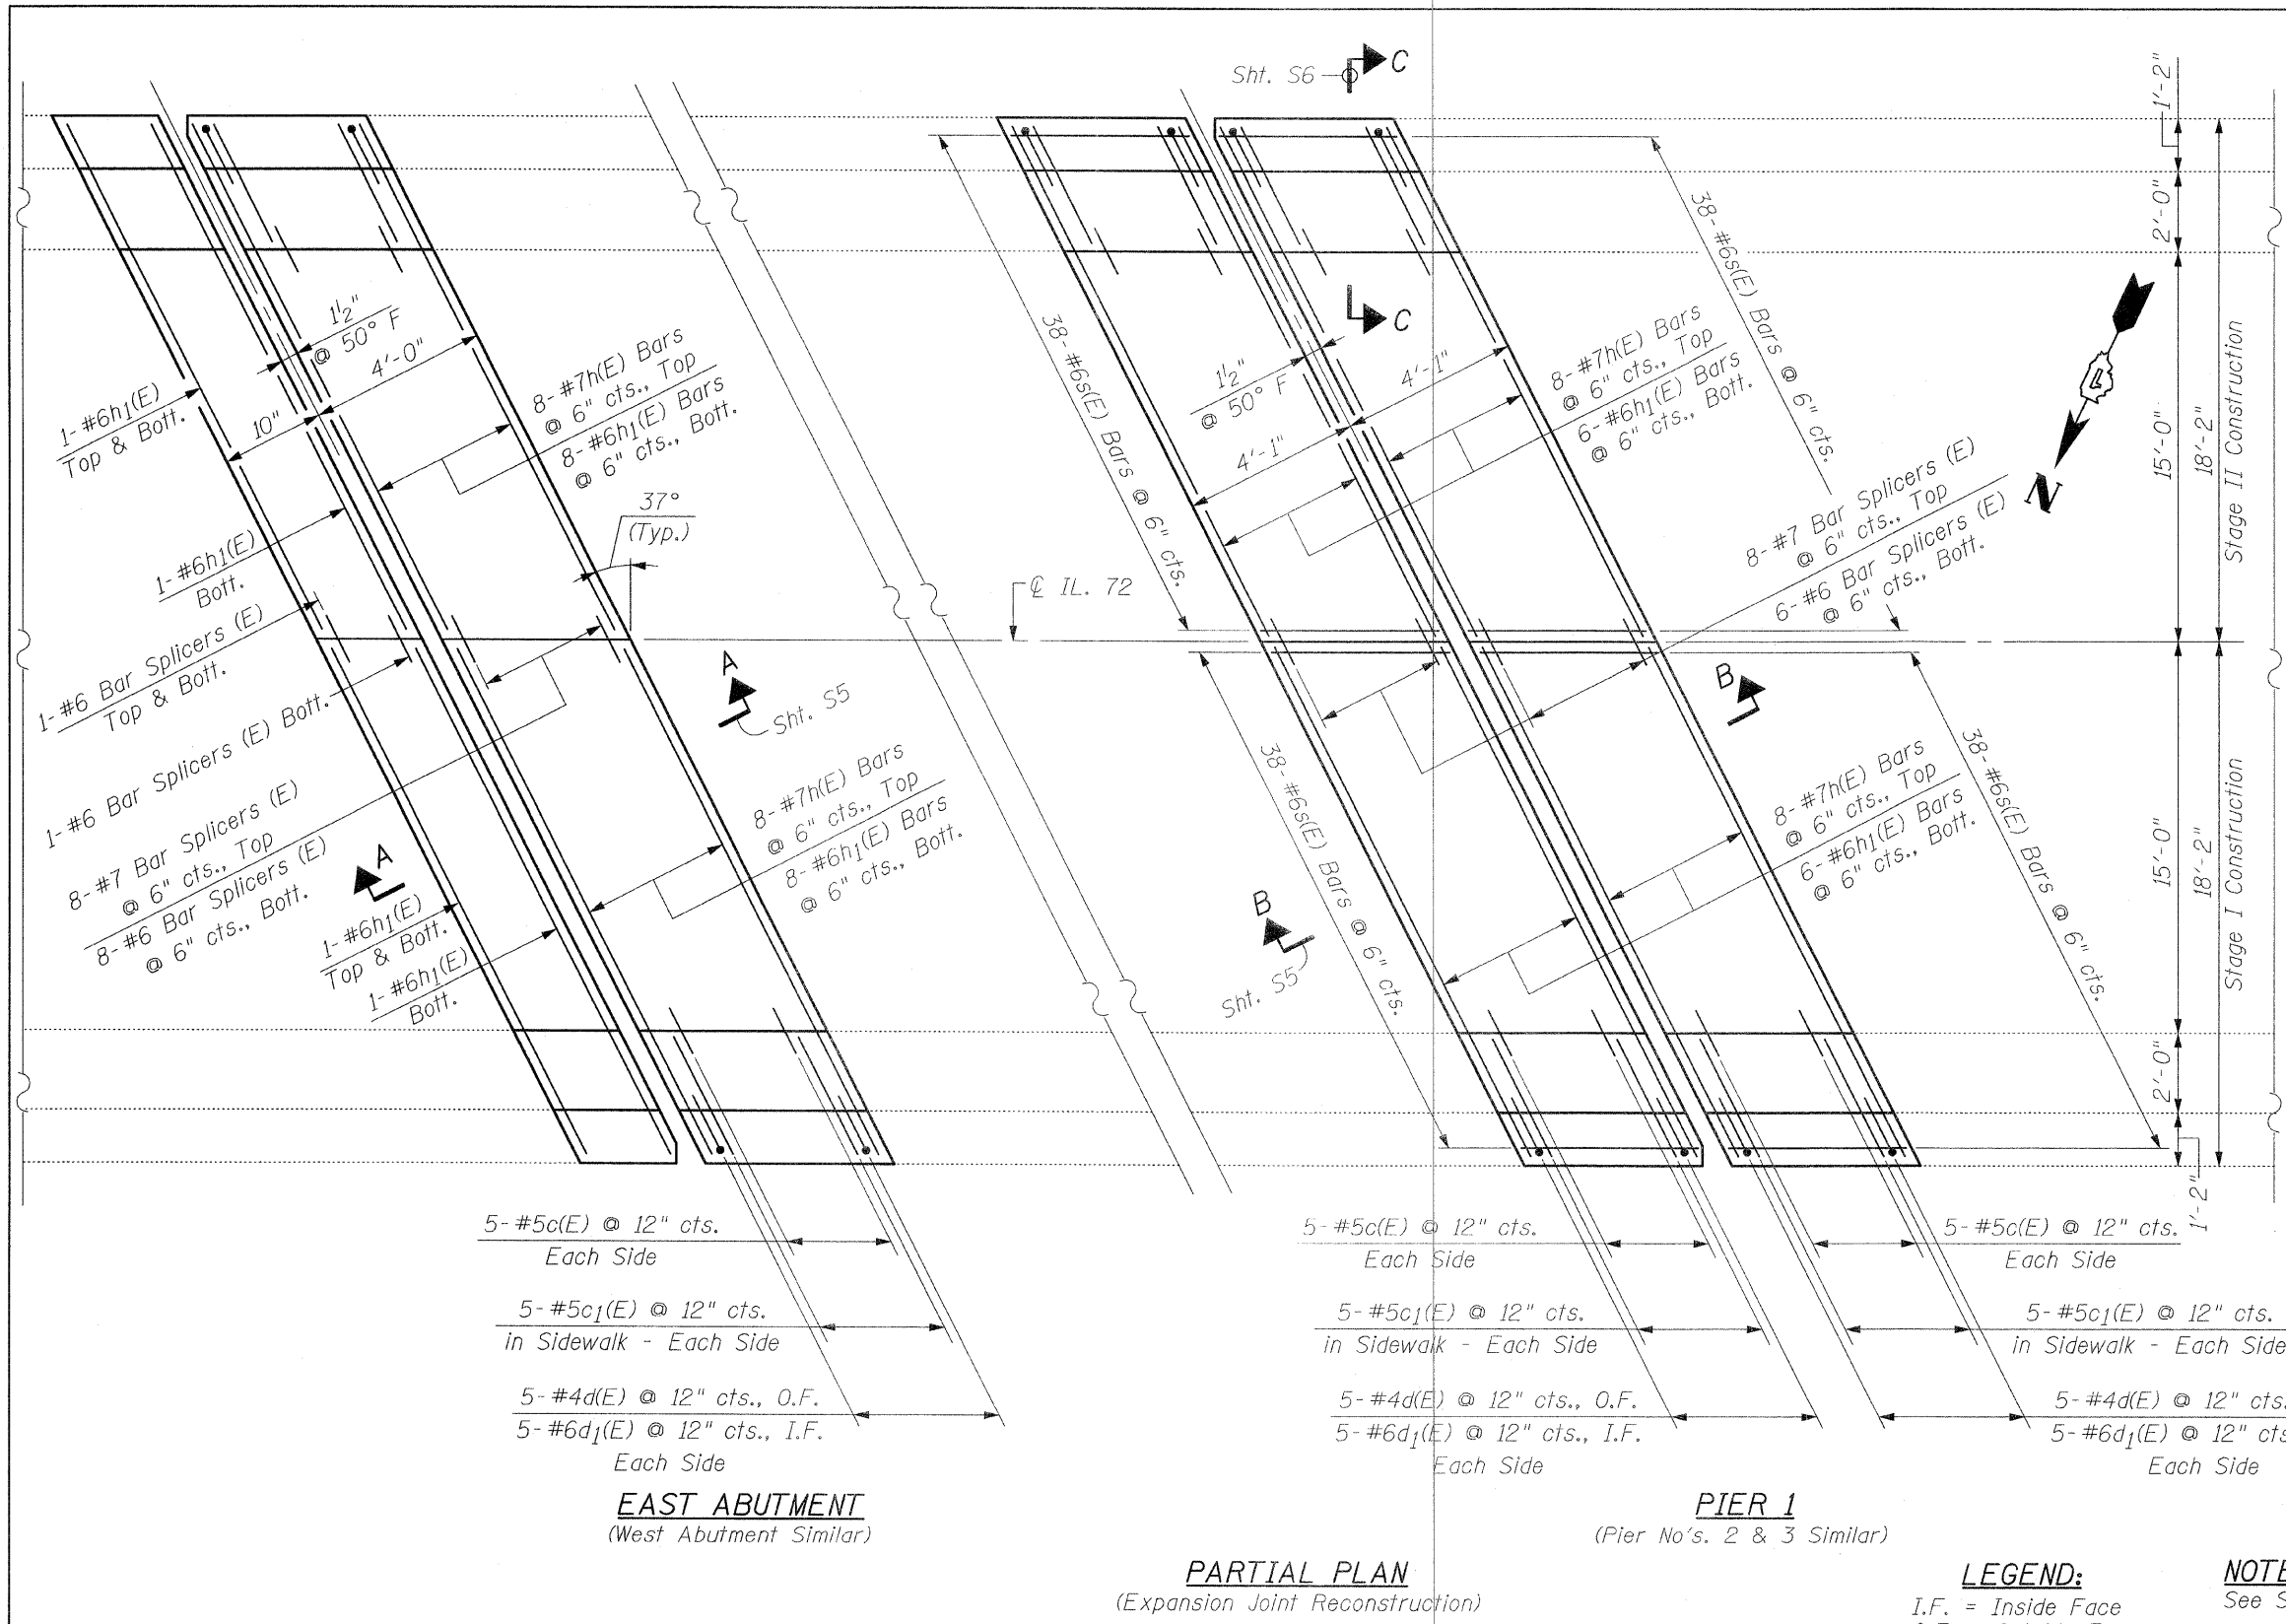 Sht. S6
C
C
1'-2"
2'-0"
15'-0"
18'-2"
Stage II Construction
15'-0"
18'-2"
Stage I Construction
2'-0"
1'-2"
N
1-#6h1(E)
Top & Bott.
10"
1½"
@ 50° F
4'-0"
8-#7h(E) Bars
@ 6" cts., Top
8-#6h1(E) Bars
@ 6" cts., Bott.
37°
(Typ.)
1-#6h1(E)
Bott.
1-#6 Bar Splicers (E)
Top & Bott.
1-#6 Bar Splicers (E) Bott.
8-#7 Bar Splicers (E)
@ 6" cts., Top
8-#6 Bar Splicers (E)
@ 6" cts., Bott.
A
A
Sht. S5
1-#6h1(E)
Top & Bott.
1-#6h1(E)
Bott.
8-#7h(E) Bars
@ 6" cts., Top
8-#6h1(E) Bars
@ 6" cts., Bott.
℄ IL. 72
38-#6s(E) Bars @ 6" cts.
38-#6s(E) Bars @ 6" cts.
1½"
@ 50° F
4'-1"
4'-1"
8-#7h(E) Bars
@ 6" cts., Top
6-#6h1(E) Bars
@ 6" cts., Bott.
8-#7 Bar Splicers (E)
@ 6" cts., Top
6-#6 Bar Splicers (E)
@ 6" cts., Bott.
B
B
Sht. S5
38-#6s(E) Bars @ 6" cts.
38-#6s(E) Bars @ 6" cts.
8-#7h(E) Bars
@ 6" cts., Top
6-#6h1(E) Bars
@ 6" cts., Bott.
5-#5c(E) @ 12" cts.
Each Side
5-#5c1(E) @ 12" cts.
in Sidewalk - Each Side
5-#4d(E) @ 12" cts., O.F.
5-#6d1(E) @ 12" cts., I.F.
Each Side
EAST ABUTMENT
(West Abutment Similar)
5-#5c(E) @ 12" cts.
Each Side
5-#5c1(E) @ 12" cts.
in Sidewalk - Each Side
5-#4d(E) @ 12" cts., O.F.
5-#6d1(E) @ 12" cts., I.F.
Each Side
5-#5c(E) @ 12" cts.
Each Side
5-#5c1(E) @ 12" cts.
in Sidewalk - Each Side
5-#4d(E) @ 12" cts.
5-#6d1(E) @ 12" cts
Each Side
PIER 1
(Pier No's. 2 & 3 Similar)
PARTIAL PLAN
(Expansion Joint Reconstruction)
LEGEND:
I.F. = Inside Face
NOTE
See S